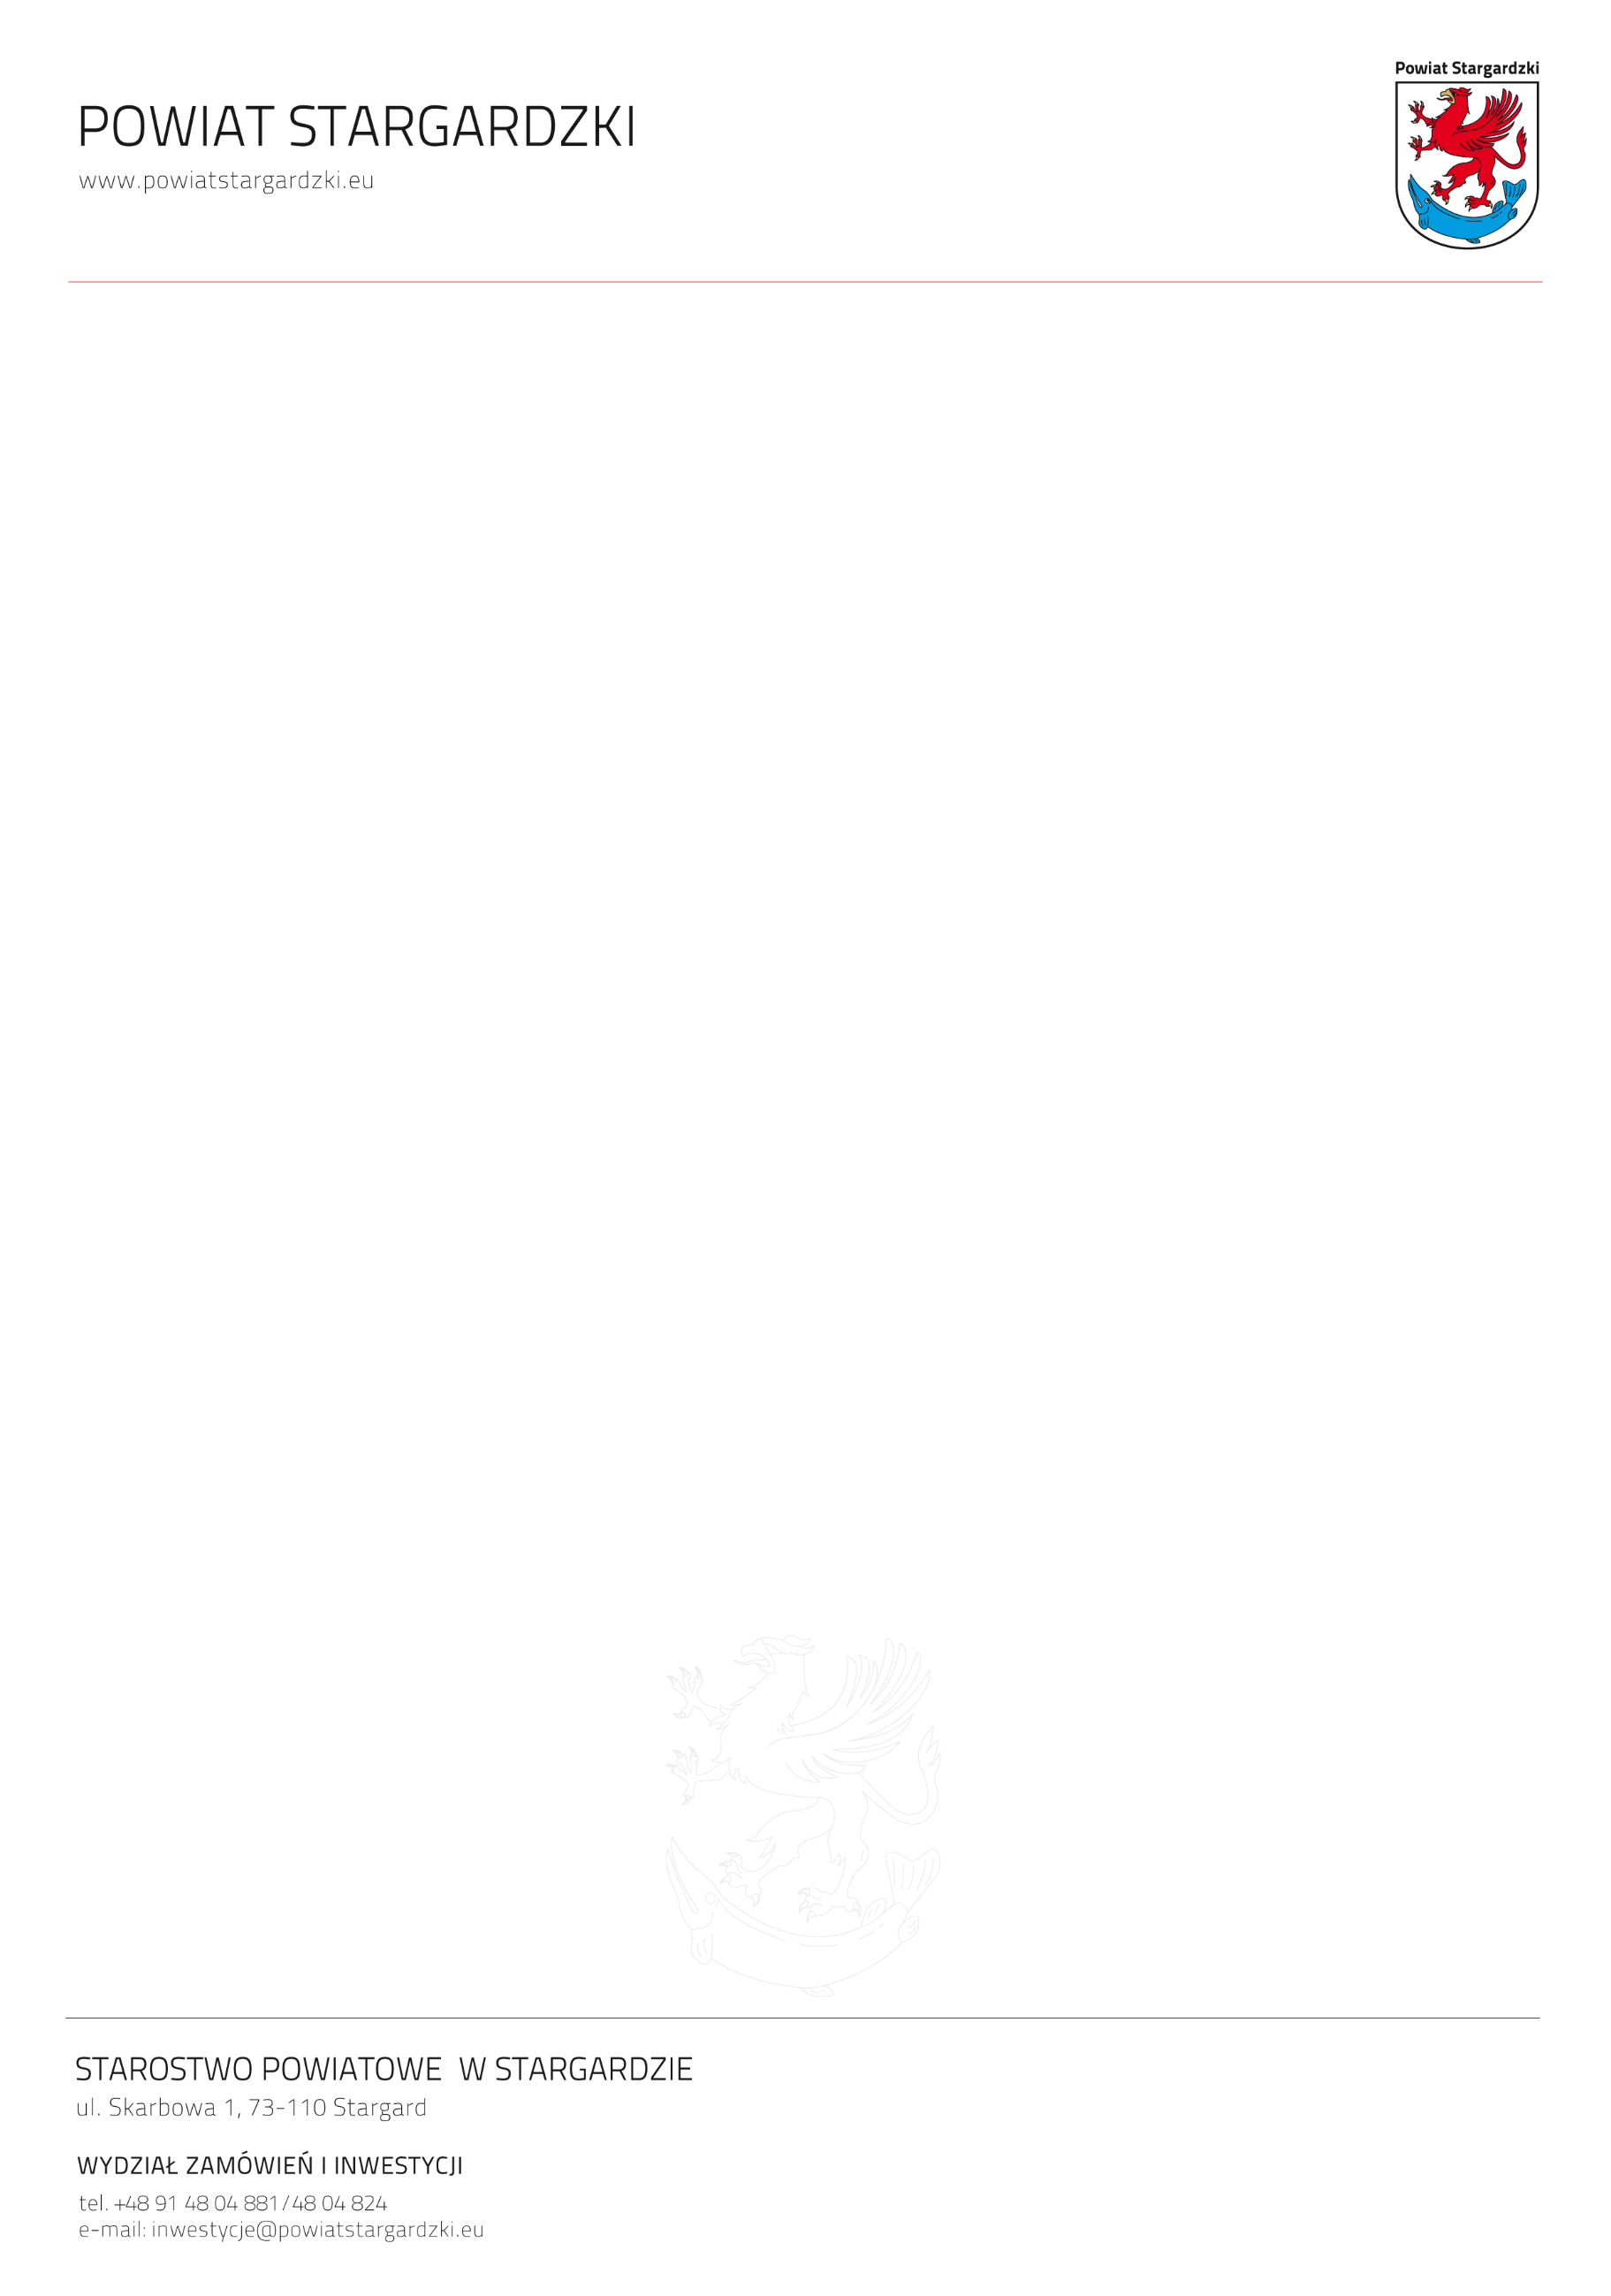 Powiat Stargardzki
POWIAT STARGARDZKI
www.powiatstargardzki.eu
STAROSTWO POWIATOWE W STARGARDZIE
ul. Skarbowa 1, 73-110 Stargard
WYDZIAŁ ZAMÓWIEŃ I INWESTYCJI
tel. +48 91 48 04 881/48 04 824
e-mail: inwestycje@powiatstargardzki.eu